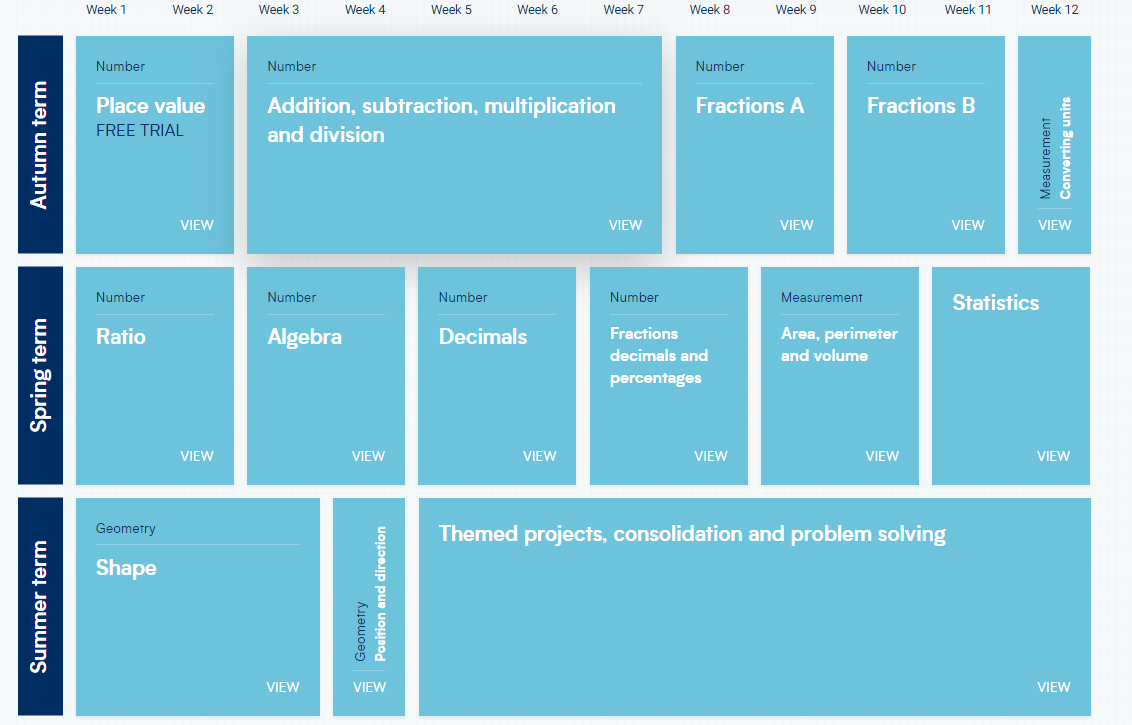 Week 1 Week 2 Week 3 Week 4 Week 5 Week 6 Week 7 Week 8 Week 9 Week 10 Week 11 Week 12
Autumn term
Number
Place value
FREE TRIAL
VIEW
Number
Addition, subtraction, multiplication
and division
VIEW
Number
Fractions A
VIEW
Number
Fractions B
VIEW
Measurement
Converting units
VIEW
Spring term
Number
Ratio
VIEW
Number
Algebra
VIEW
Number
Decimals
VIEW
Number
Fractions
decimals and
percentages
VIEW
Measurement
Area, perimeter
and volume
VIEW
Statistics
VIEW
Summer term
Geometry
Shape
VIEW
Geometry
Position and direction
VIEW
Themed projects, consolidation and problem solving
VIEW